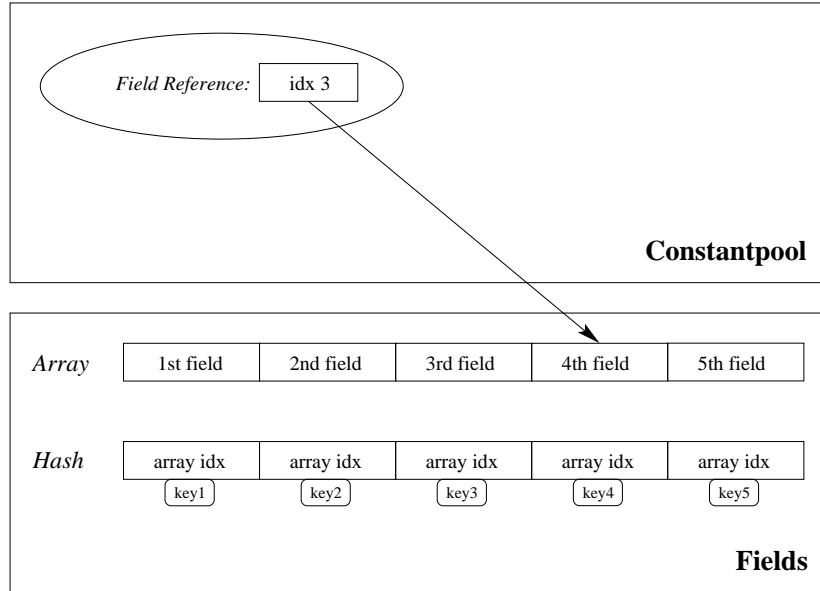 Field Reference: idx 3
Constantpool
Array 1st field 2nd field 3rd field 4th field 5th field
Hash array idx array idx array idx array idx array idx
key1 key2 key3 key4 key5
Fields